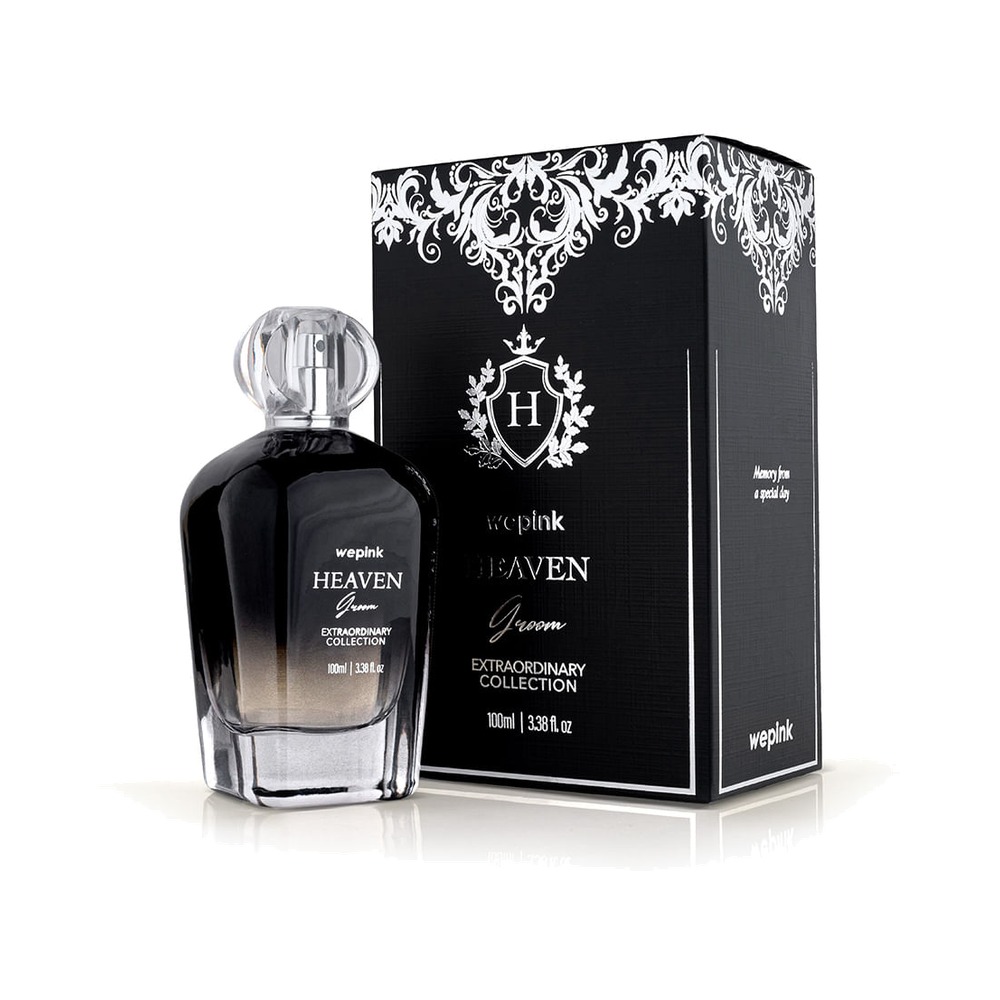 wepink
HEAVEN
Groom
EXTRAORDINARY
COLLECTION
100ml | 3.38 fl. oz
H
wepink
HEAVEN
Groom
EXTRAORDINARY
COLLECTION
100ml | 3.38 fl. oz
Memory from
a special day
wepink